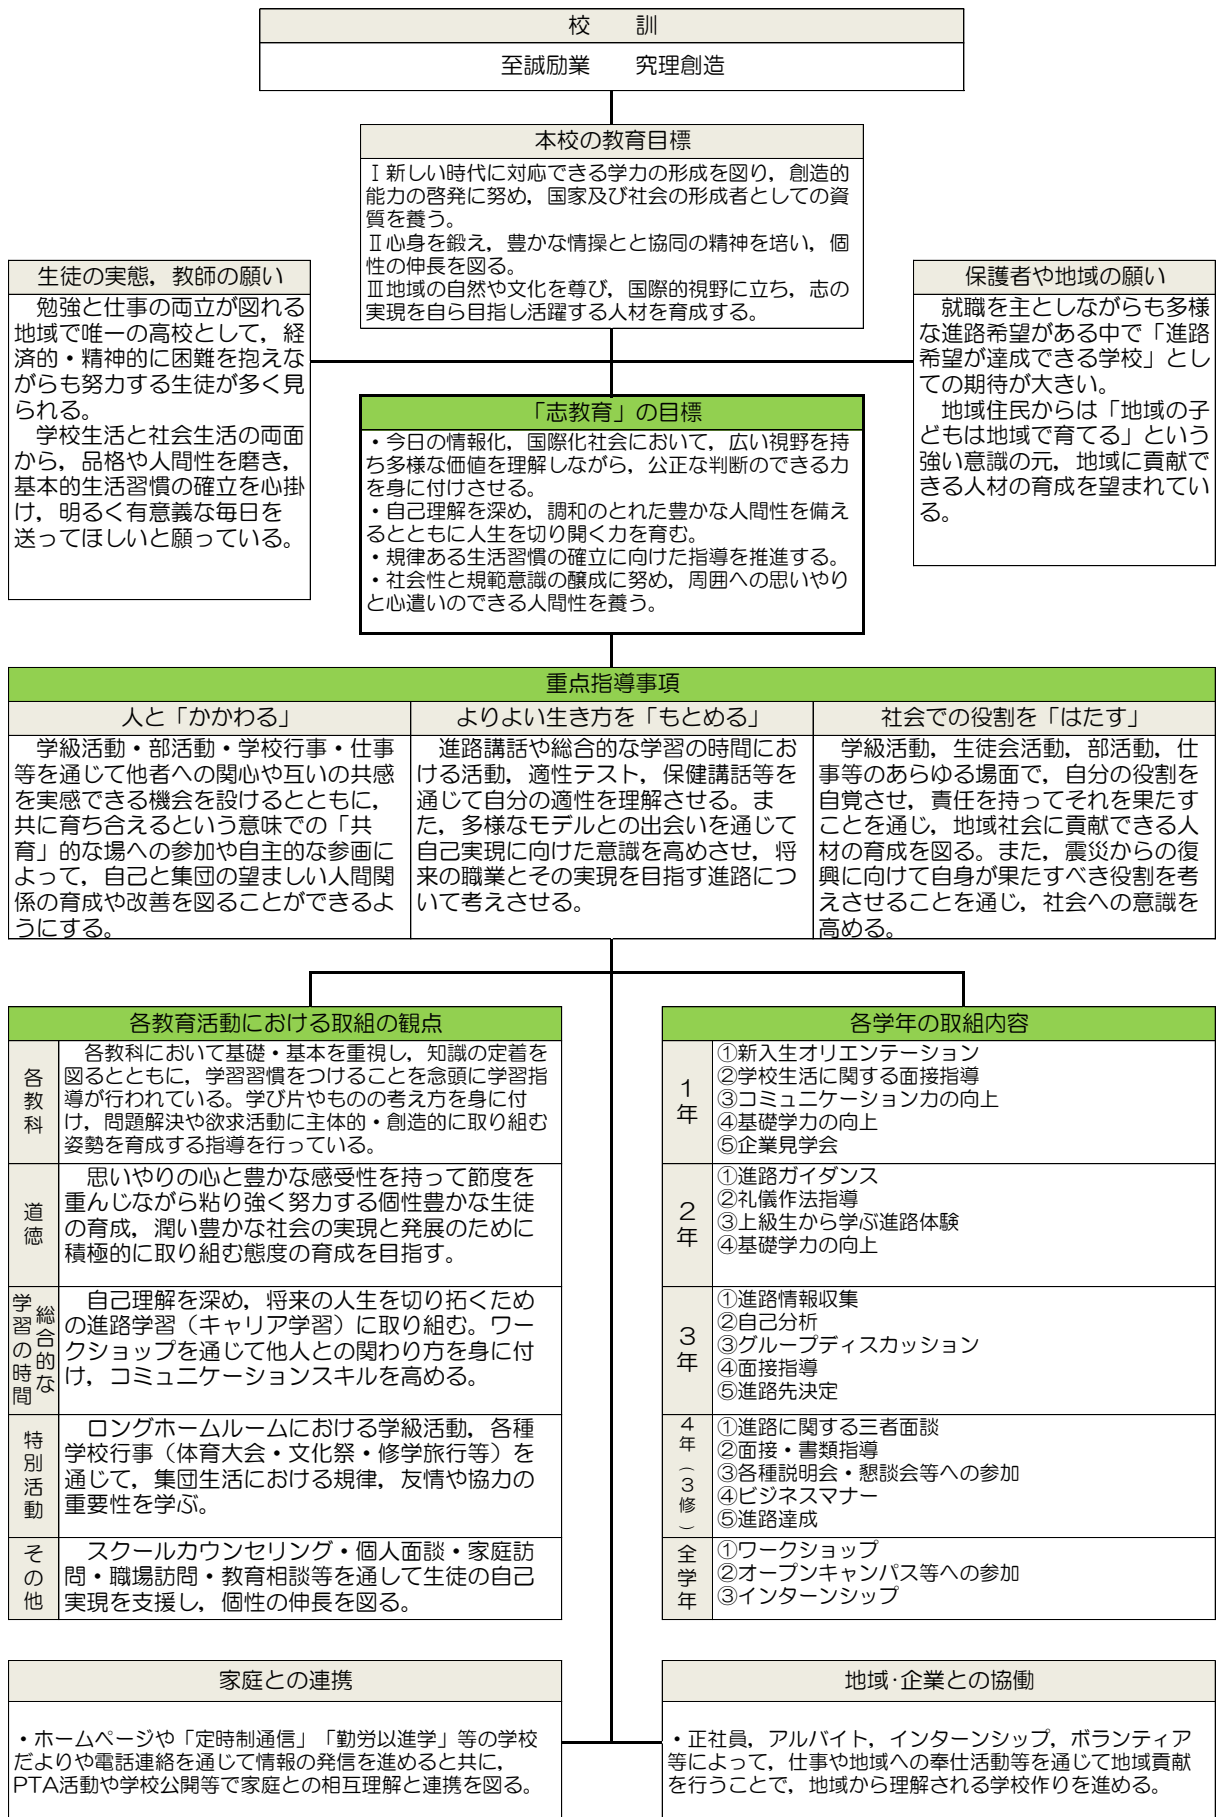 校　訓
至誠励業　究理創造
本校の教育目標
Ⅰ新しい時代に対応できる学力の形成を図り，創造的
能力の啓発に努め，国家及び社会の形成者としての資
質を養う。
Ⅱ心身を鍛え，豊かな情操とと協同の精神を培い，個
性の伸長を図る。
Ⅲ地域の自然や文化を尊び，国際的視野に立ち，志の
実現を自ら目指し活躍する人材を育成する。
生徒の実態，教師の願い
勉強と仕事の両立が図れる
地域で唯一の高校として，経
済的・精神的に困難を抱えな
がらも努力する生徒が多く見
られる。
学校生活と社会生活の両面
から，品格や人間性を磨き，
基本的生活習慣の確立を心掛
け，明るく有意義な毎日を
送ってほしいと願っている。
保護者や地域の願い
就職を主としながらも多様
な進路希望がある中で「進路
希望が達成できる学校」とし
ての期待が大きい。
地域住民からは「地域の子
どもは地域で育てる」という
強い意識の元，地域に貢献で
きる人材の育成を望まれてい
る。
「志教育」の目標
・今日の情報化，国際化社会において，広い視野を持
ち多様な価値を理解しながら，公正な判断のできる力
を身に付けさせる。
・自己理解を深め，調和のとれた豊かな人間性を備え
るとともに人生を切り開く力を育む。
・規律ある生活習慣の確立に向けた指導を推進する。
・社会性と規範意識の醸成に努め，周囲への思いやり
と心遣いのできる人間性を養う。
重点指導事項
人と「かかわる」
学級活動・部活動・学校行事・仕事
等を通じて他者への関心や互いの共感
を実感できる機会を設けるとともに，
共に育ち合えるという意味での「共
育」的な場への参加や自主的な参画に
よって，自己と集団の望ましい人間関
係の育成や改善を図ることができるよ
うにする。
よりよい生き方を「もとめる」
進路講話や総合的な学習の時間にお
ける活動，適性テスト，保健講話等を
通じて自分の適性を理解させる。ま
た，多様なモデルとの出会いを通じて
自己実現に向けた意識を高めさせ，将
来の職業とその実現を目指す進路につ
いて考えさせる。
社会での役割を「はたす」
学級活動，生徒会活動，部活動，仕
事等のあらゆる場面で，自分の役割を
自覚させ，責任を持ってそれを果たす
ことを通じ，地域社会に貢献できる人
材の育成を図る。また，震災からの復
興に向けて自身が果たすべき役割を考
えさせることを通じ，社会への意識を
高める。
各教育活動における取組の観点
各教科
各教科において基礎・基本を重視し，知識の定着を
図るとともに，学習習慣をつけることを念頭に学習指
導が行われている。学び片やものの考え方を身に付
け，問題解決や欲求活動に主体的・創造的に取り組む
姿勢を育成する指導を行っている。
道徳
思いやりの心と豊かな感受性を持って節度を
重んじながら粘り強く努力する個性豊かな生徒
の育成，潤い豊かな社会の実現と発展のために
積極的に取り組む態度の育成を目指す。
総合的な
学習の時間
自己理解を深め，将来の人生を切り拓くため
の進路学習（キャリア学習）に取り組む。ワー
クショップを通じて他人との関わり方を身に付
け，コミュニケーションスキルを高める。
特別活動
ロングホームルームにおける学級活動，各種
学校行事（体育大会・文化祭・修学旅行等）を
通じて，集団生活における規律，友情や協力の
重要性を学ぶ。
その他
スクールカウンセリング・個人面談・家庭訪
問・職場訪問・教育相談等を通して生徒の自己
実現を支援し，個性の伸長を図る。
各学年の取組内容
1年
①新入生オリエンテーション
②学校生活に関する面接指導
③コミュニケーション力の向上
④基礎学力の向上
⑤企業見学会
2年
①進路ガイダンス
②礼儀作法指導
③上級生から学ぶ進路体験
④基礎学力の向上
3年
①進路情報収集
②自己分析
③グループディスカッション
④面接指導
⑤進路先決定
4年（3修）
①進路に関する三者面談
②面接・書類指導
③各種説明会・懇談会等への参加
④ビジネスマナー
⑤進路達成
全学年
①ワークショップ
②オープンキャンパス等への参加
③インターンシップ
家庭との連携
・ホームページや「定時制通信」「勤労以進学」等の学校
だよりや電話連絡を通じて情報の発信を進めると共に，
PTA活動や学校公開等で家庭との相互理解と連携を図る。
地域･企業との協働
・正社員，アルバイト，インターンシップ，ボランティア
等によって，仕事や地域への奉仕活動等を通じて地域貢献
を行うことで，地域から理解される学校作りを進める。